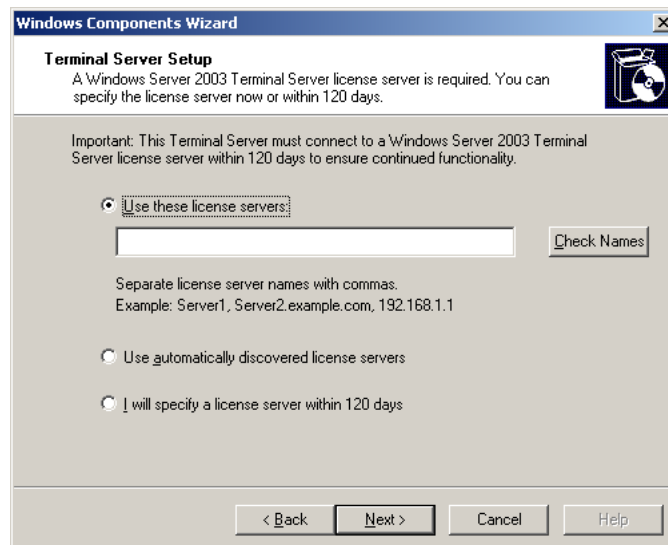 Windows Components Wizard
Terminal Server Setup
A Windows Server 2003 Terminal Server license server is required. You can
specify the license server now or within 120 days.
Important: This Terminal Server must connect to a Windows Server 2003 Terminal
Server license server within 120 days to ensure continued functionality.
Use these license servers:
Check Names
Separate license server names with commas.
Example: Server1, Server2.example.com, 192.168.1.1
Use automatically discovered license servers
I will specify a license server within 120 days
< Back Next > Cancel Help